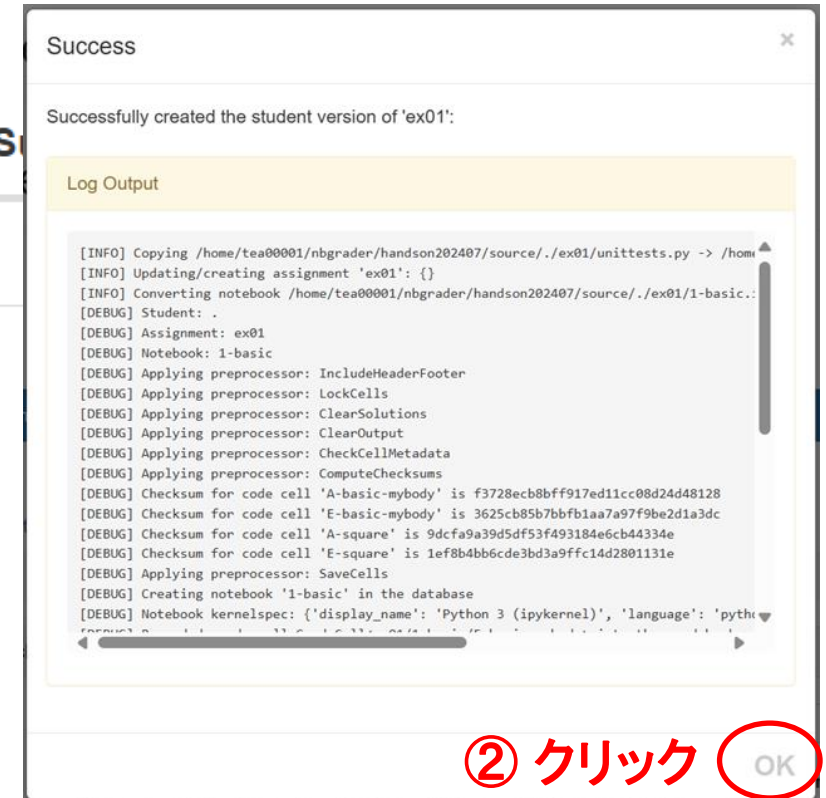 Success
×
Successfully created the student version of 'ex01':
Log Output
[INFO] Copying /home/tea00001/nbgrader/handson202407/source/./ex01/unittests.py -> /home
[INFO] Updating/creating assignment 'ex01': {}
[INFO] Converting notebook /home/tea00001/nbgrader/handson202407/source/./ex01/1-basic.i
[DEBUG] Student: .
[DEBUG] Assignment: ex01
[DEBUG] Notebook: 1-basic
[DEBUG] Applying preprocessor: IncludeHeaderFooter
[DEBUG] Applying preprocessor: LockCells
[DEBUG] Applying preprocessor: ClearSolutions
[DEBUG] Applying preprocessor: ClearOutput
[DEBUG] Applying preprocessor: CheckCellMetadata
[DEBUG] Applying preprocessor: ComputeChecksums
[DEBUG] Checksum for code cell 'A-basic-mybody' is f3728ecb8bff917ed11cc08d24d48128
[DEBUG] Checksum for code cell 'E-basic-mybody' is 3625cb85b7bbfb1aa7a97f9be2d1a3dc
[DEBUG] Checksum for code cell 'A-square' is 9dcfa9a39d5df53f493184e6cb44334e
[DEBUG] Checksum for code cell 'E-square' is 1ef8b4bb6cde3bd3a9ffc14d2801131e
[DEBUG] Applying preprocessor: SaveCells
[DEBUG] Creating notebook '1-basic' in the database
[DEBUG] Notebook kernelspec: {'display_name': 'Python 3 (ipykernel)', 'language': 'pytho
② クリック OK